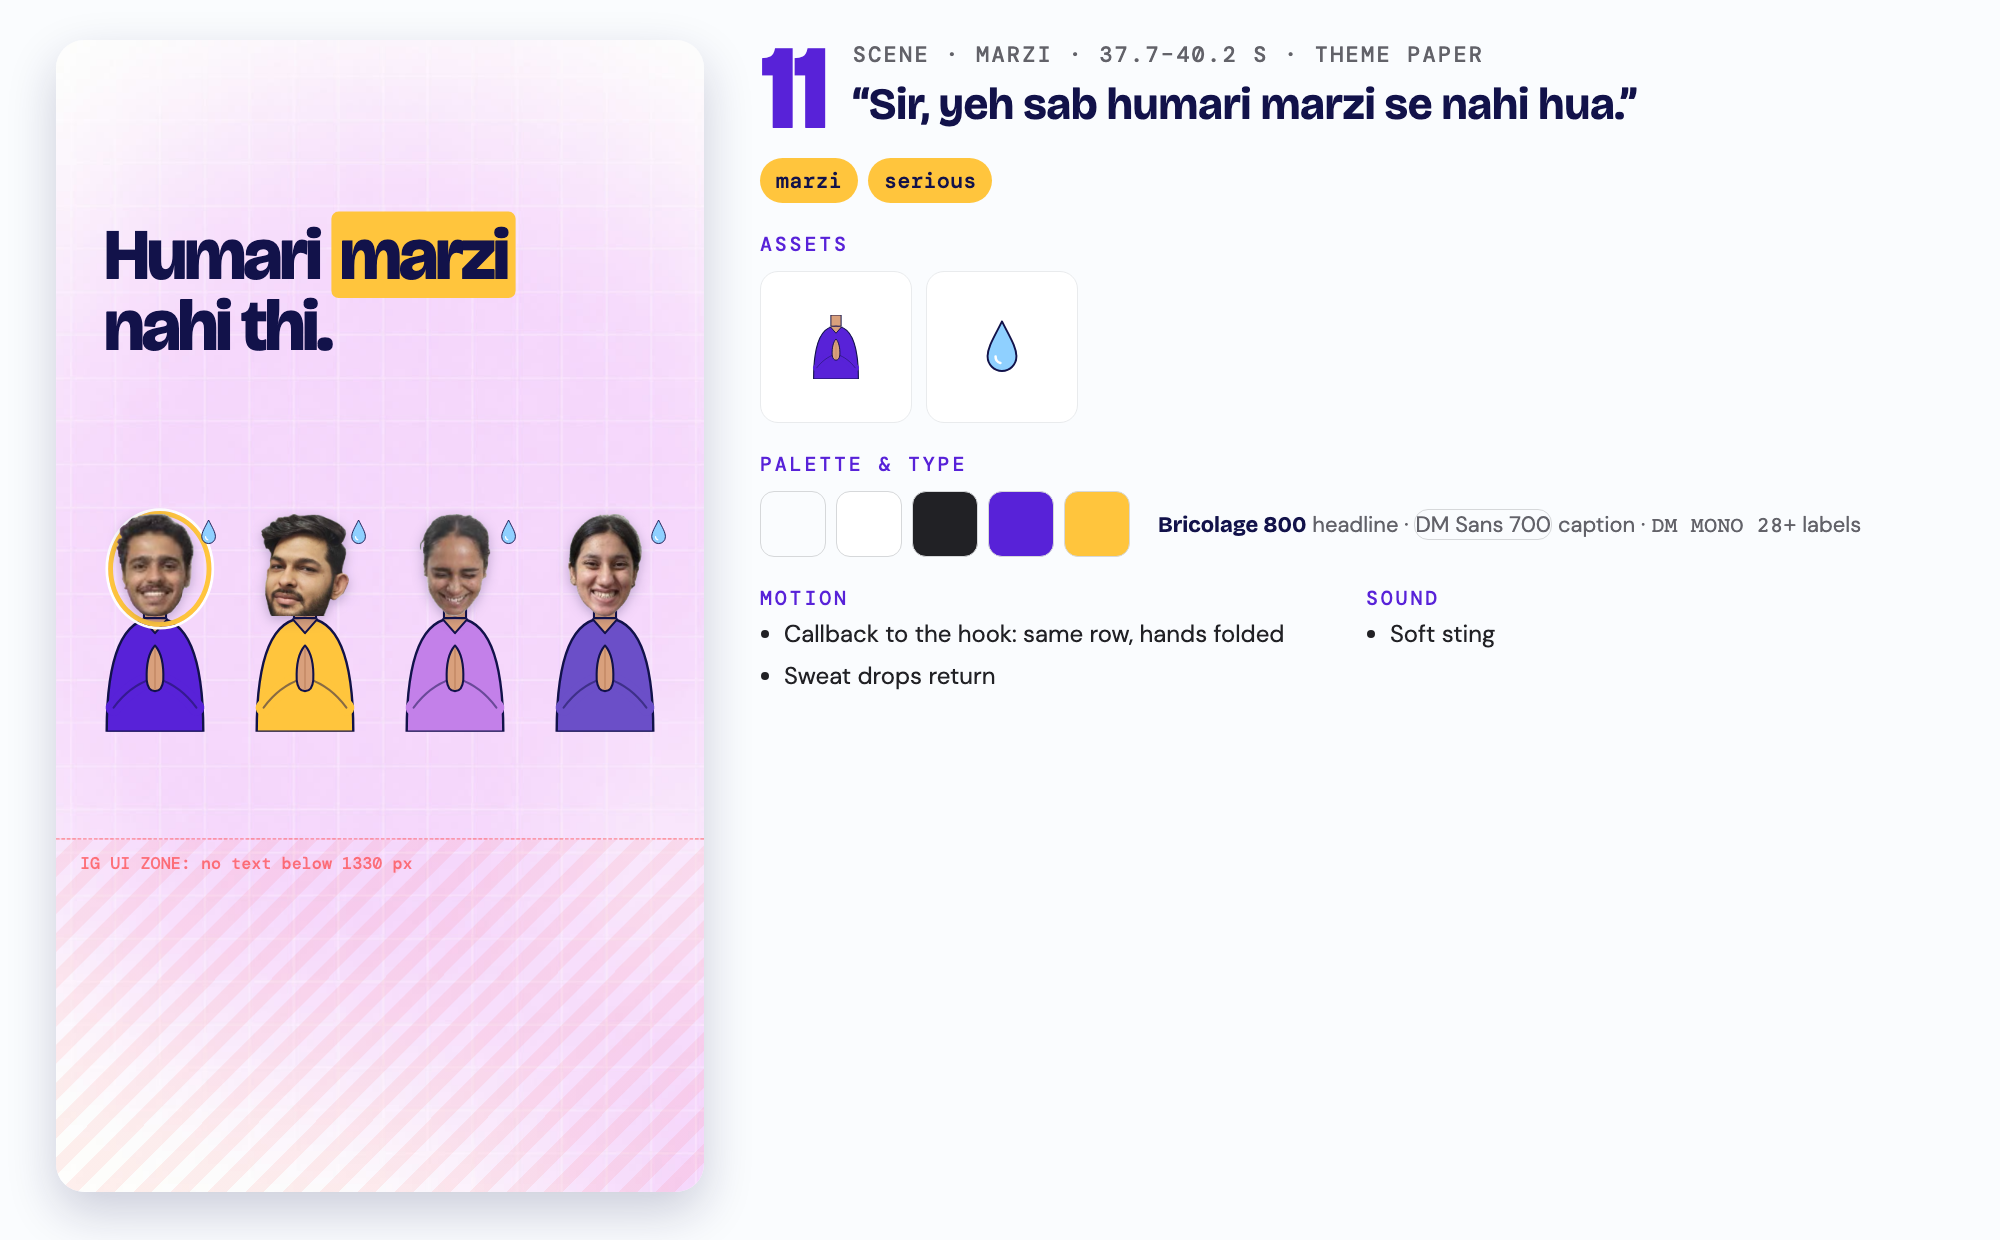 Humari marzi
nahi thi.
IG UI ZONE: no text below 1330 px
11
SCENE · MARZI · 37.7–40.2 S · THEME PAPER
“Sir, yeh sab humari marzi se nahi hua.”
marzi
serious
ASSETS
PALETTE & TYPE
Bricolage 800 headline · DM Sans 700 caption · DM MONO 28+ labels
MOTION
• Callback to the hook: same row, hands folded
• Sweat drops return
SOUND
• Soft sting